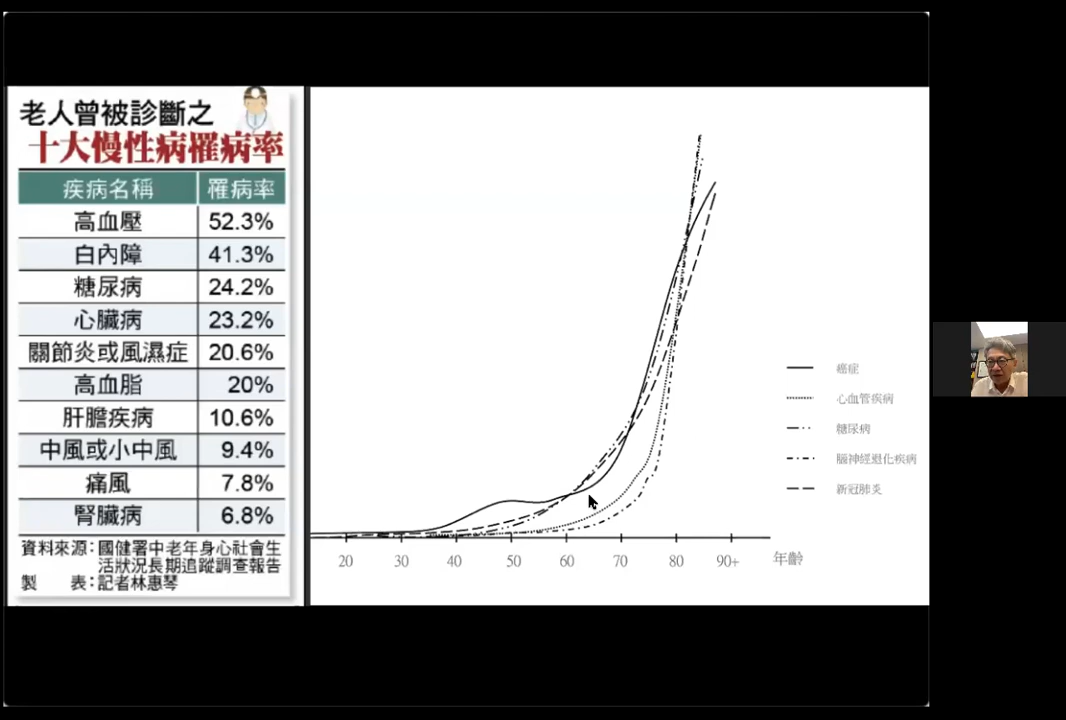 老人曾被診斷之
十大慢性病罹病率
疾病名稱 罹病率
高血壓 52.3%
白內障 41.3%
糖尿病 24.2%
心臟病 23.2%
關節炎或風濕症 20.6%
高血脂 20%
肝膽疾病 10.6%
中風或小中風 9.4%
痛風 7.8%
腎臟病 6.8%
資料來源:國健署中老年身心社會生
活狀況長期追蹤調查報告
製 表:記者林惠琴
癌症
心血管疾病
糖尿病
腦神經退化疾病
新冠肺炎
20 30 40 50 60 70 80 90+ 年齡